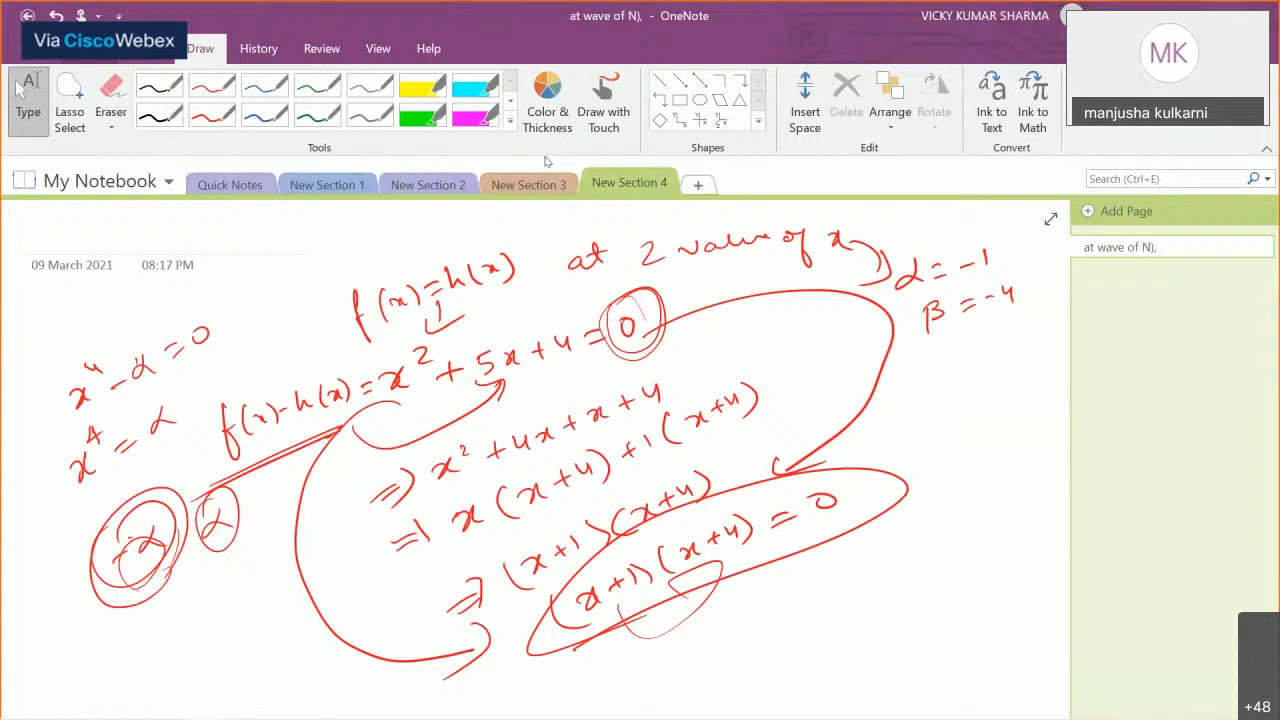 at wave of N), - OneNote
VICKY KUMAR SHARMA
Via Cisco Webex
Draw History Review View Help
MK
manjusha kulkarni
Type
Lasso Select
Eraser
Color & Thickness
Draw with Touch
Insert Space
Delete
Arrange
Rotate
Ink to Text
Ink to Math
Tools
Shapes
Edit
Convert
My Notebook
Quick Notes
New Section 1
New Section 2
New Section 3
New Section 4
Search (Ctrl+E)
Add Page
at wave of N),
09 March 2021 08:17 PM
f(x) = h(x) at 2 value of x
α = -1
β = -4
x⁴ - α = 0
x⁴ = α
f(x) - h(x) = x² + 5x + 4 = 0
⇒ x² + 4x + x + 4
⇒ x(x+4) + 1(x+4)
⇒ (x+1)(x+4)
(x+1)(x+4) = 0
-α α
+48